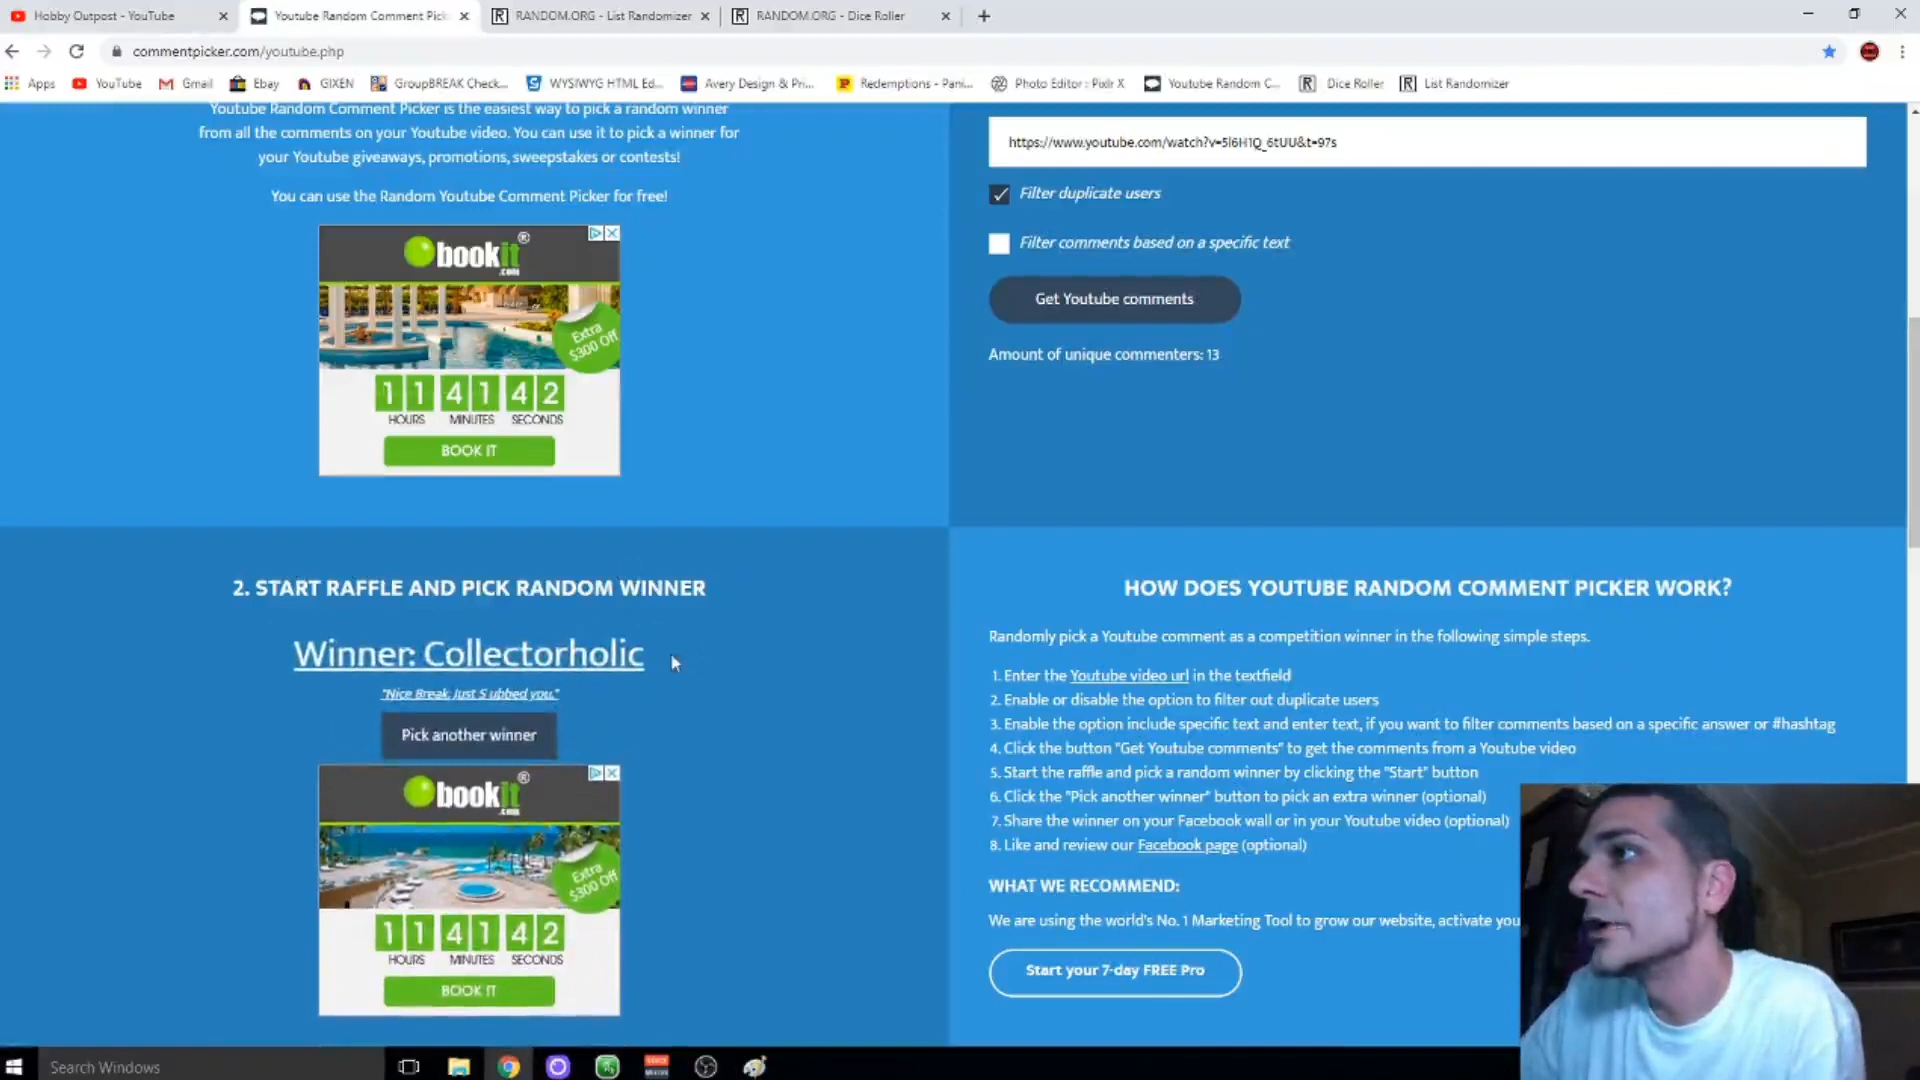 Hobby Outpost - YouTube
Youtube Random Comment Pick
RANDOM.ORG - List Randomizer
RANDOM.ORG - Dice Roller
commentpicker.com/youtube.php
Apps
YouTube
Gmail
Ebay
GIXEN
GroupBREAK Check...
WYSIWYG HTML Ed...
Avery Design & Pri...
Redemptions - Pani...
Photo Editor : Pixlr X
Youtube Random C...
Dice Roller
List Randomizer
Youtube Random Comment Picker is the easiest way to pick a random winner
from all the comments on your Youtube video. You can use it to pick a winner for
your Youtube giveaways, promotions, sweepstakes or contests!
You can use the Random Youtube Comment Picker for free!
bookit®
.com
Extra
$300 Off
11 41 42
HOURS MINUTES SECONDS
BOOK IT
https://www.youtube.com/watch?v=5l6H1Q_6tUU&t=97s
Filter duplicate users
Filter comments based on a specific text
Get Youtube comments
Amount of unique commenters: 13
2. START RAFFLE AND PICK RANDOM WINNER
Winner: Collectorholic
"Nice Break, Just S ubbed you."
Pick another winner
bookit®
.com
Extra
$300 Off
11 41 42
HOURS MINUTES SECONDS
BOOK IT
HOW DOES YOUTUBE RANDOM COMMENT PICKER WORK?
Randomly pick a Youtube comment as a competition winner in the following simple steps.
1. Enter the Youtube video url in the textfield
2. Enable or disable the option to filter out duplicate users
3. Enable the option include specific text and enter text, if you want to filter comments based on a specific answer or #hashtag
4. Click the button "Get Youtube comments" to get the comments from a Youtube video
5. Start the raffle and pick a random winner by clicking the "Start" button
6. Click the "Pick another winner" button to pick an extra winner (optional)
7. Share the winner on your Facebook wall or in your Youtube video (optional)
8. Like and review our Facebook page (optional)
WHAT WE RECOMMEND:
We are using the world's No. 1 Marketing Tool to grow our website, activate you
Start your 7-day FREE Pro
Search Windows